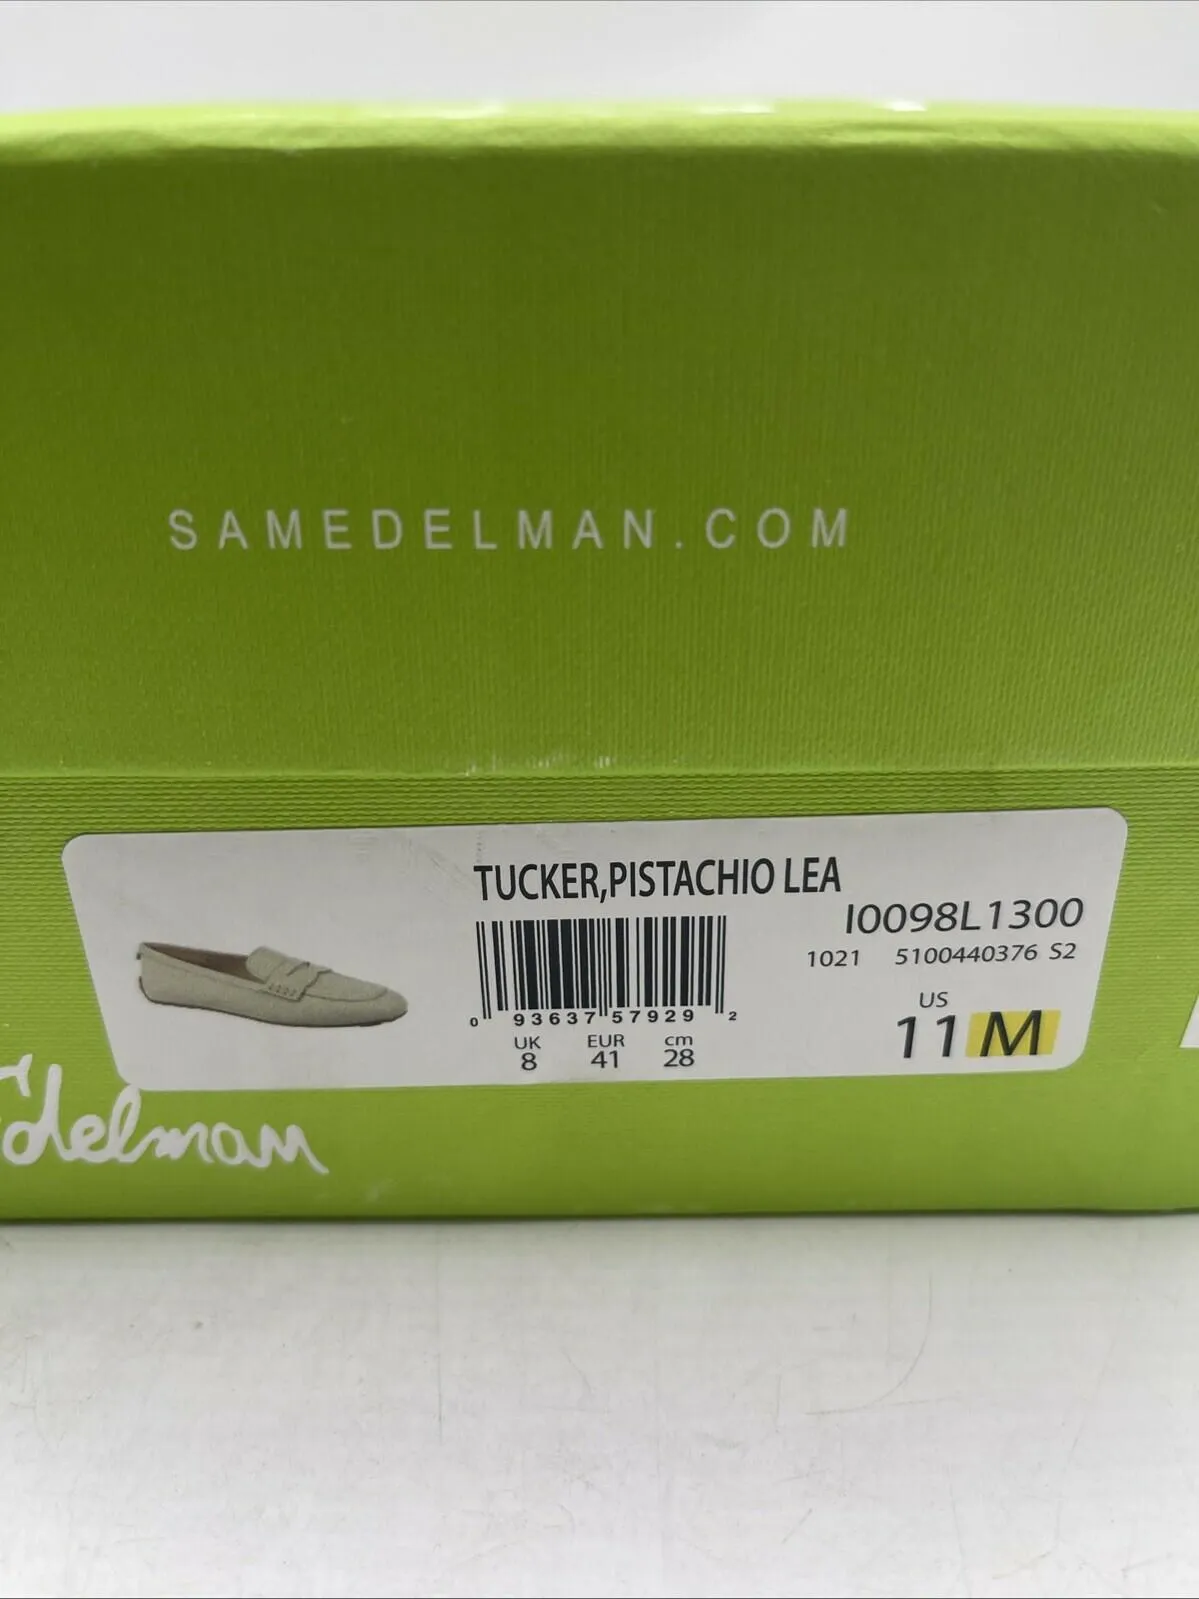 SAMEDELMAN.COM
TUCKER,PISTACHIO LEA
I0098L1300
1021 5100440376 S2
0 93637 57929 2
UK EUR cm
8 41 28
US
11 M
Edelman